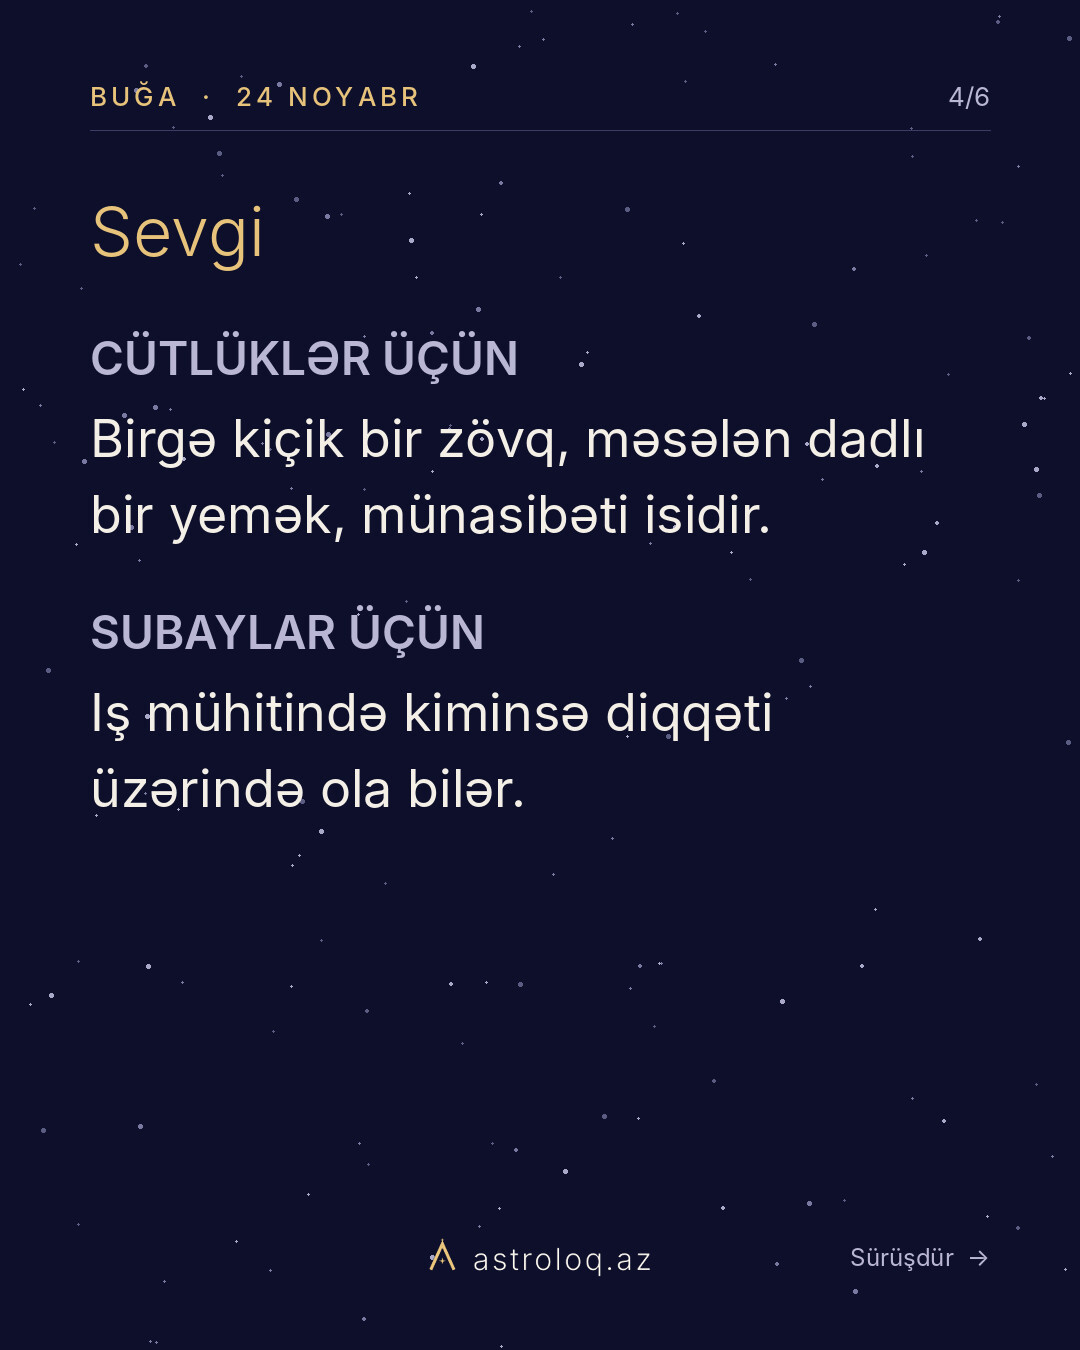 BUĞA · 24 NOYABR 4/6
Sevgi
CÜTLÜKLƏR ÜÇÜN
Birgə kiçik bir zövq, məsələn dadlı
bir yemək, münasibəti isidir.
SUBAYLAR ÜÇÜN
Iş mühitində kiminsə diqqəti
üzərində ola bilər.
astroloq.az
Sürüşdür →